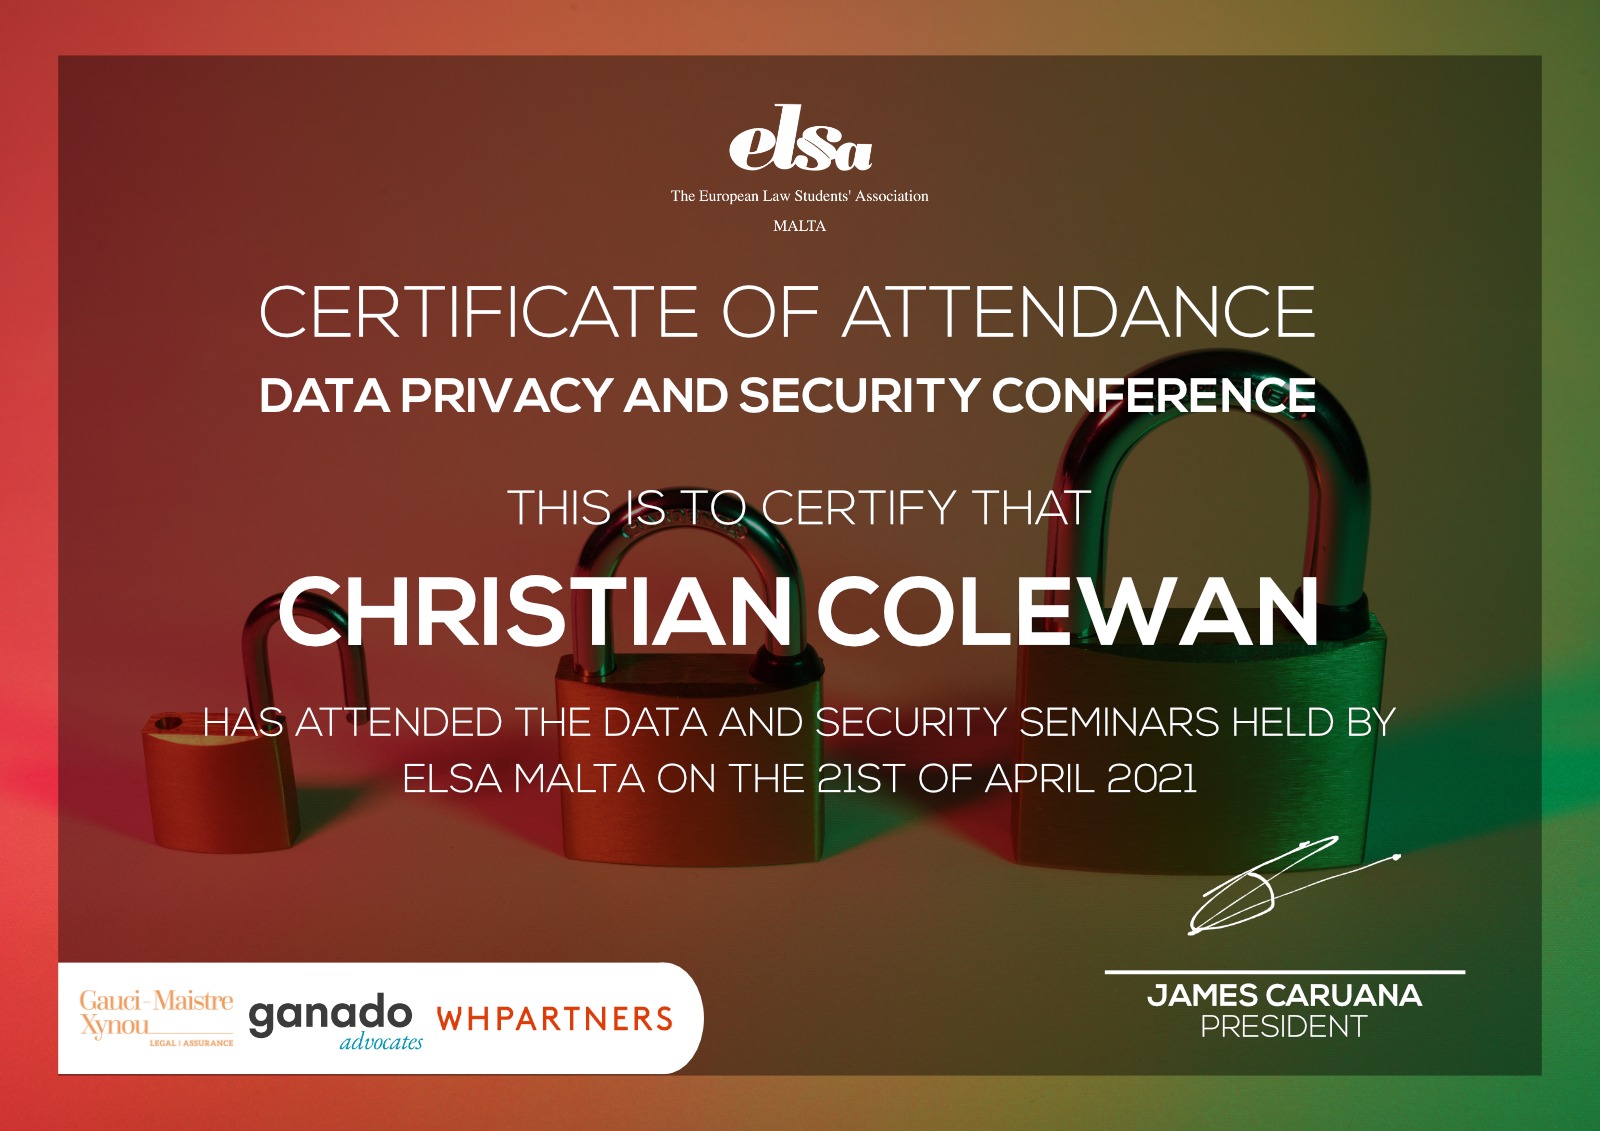 elsa
The European Law Students' Association
MALTA
CERTIFICATE OF ATTENDANCE
DATA PRIVACY AND SECURITY CONFERENCE
THIS IS TO CERTIFY THAT
CHRISTIAN COLEWAN
HAS ATTENDED THE DATA AND SECURITY SEMINARS HELD BY
ELSA MALTA ON THE 21ST OF APRIL 2021
JAMES CARUANA
PRESIDENT
Gauci-Maistre
Xynou
LEGAL | ASSURANCE
ganado
advocates
WHPARTNERS